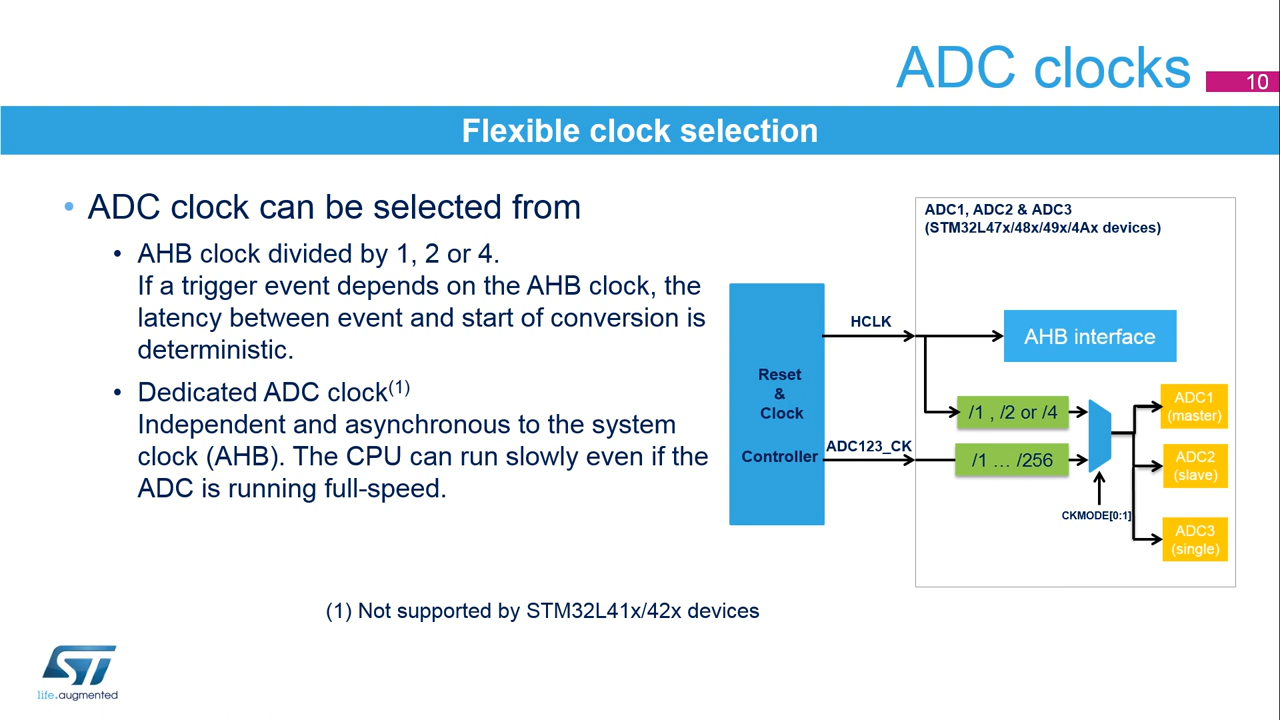 ADC clocks
10
Flexible clock selection
• ADC clock can be selected from
• AHB clock divided by 1, 2 or 4.
If a trigger event depends on the AHB clock, the
latency between event and start of conversion is
deterministic.
• Dedicated ADC clock(1)
Independent and asynchronous to the system
clock (AHB). The CPU can run slowly even if the
ADC is running full-speed.
ADC1, ADC2 & ADC3
(STM32L47x/48x/49x/4Ax devices)
Reset
&
Clock
Controller
HCLK
AHB interface
/1 , /2 or /4
ADC123_CK
/1 … /256
CKMODE[0:1]
ADC1
(master)
ADC2
(slave)
ADC3
(single)
(1) Not supported by STM32L41x/42x devices
ST
life.augmented